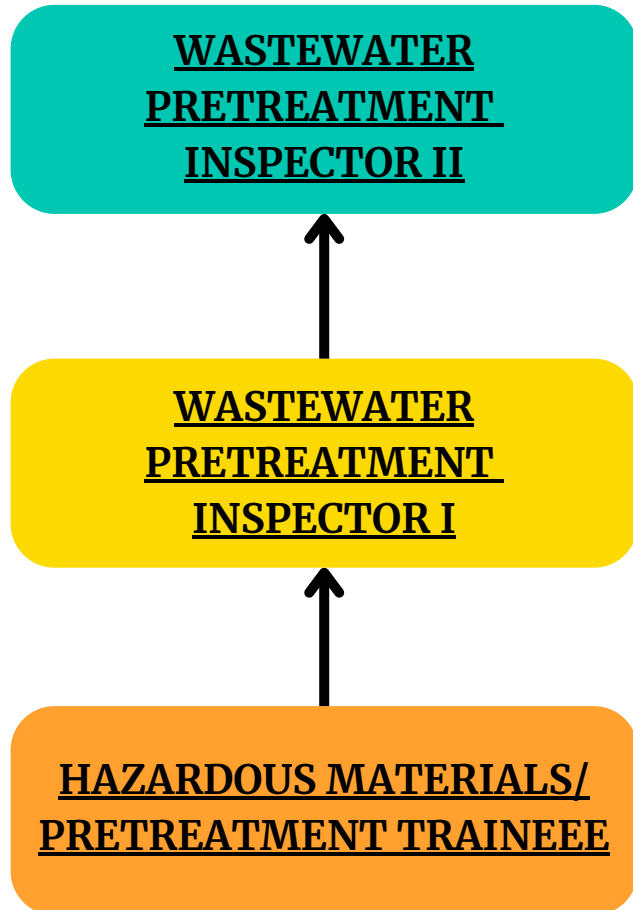 WASTEWATER
PRETREATMENT
INSPECTOR II
WASTEWATER
PRETREATMENT
INSPECTOR I
HAZARDOUS MATERIALS/
PRETREATMENT TRAINEEE